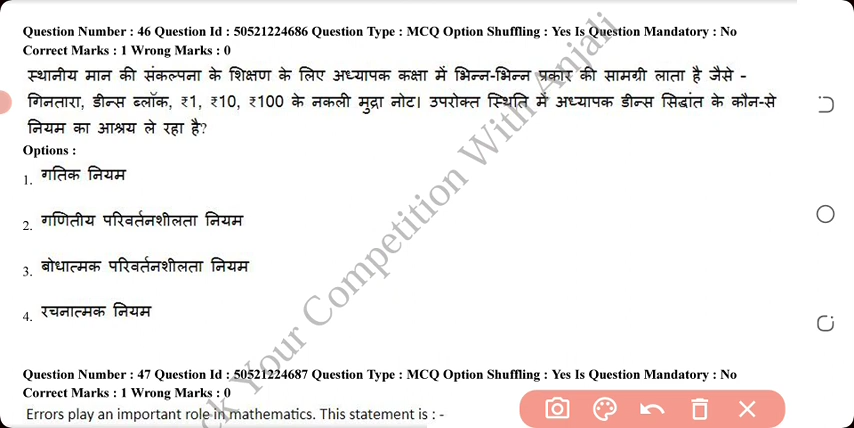 Question Number : 46 Question Id : 50521224686 Question Type : MCQ Option Shuffling : Yes Is Question Mandatory : No
Correct Marks : 1 Wrong Marks : 0
स्थानीय मान की संकल्पना के शिक्षण के लिए अध्यापक कक्षा में भिन्न-भिन्न प्रकार की सामग्री लाता है जैसे -
गिनतारा, डीन्स ब्लॉक, ₹1, ₹10, ₹100 के नकली मुद्रा नोट। उपरोक्त स्थिति में अध्यापक डीन्स सिद्धांत के कौन-से
नियम का आश्रय ले रहा है?
Options :
1. गतिक नियम
2. गणितीय परिवर्तनशीलता नियम
3. बोधात्मक परिवर्तनशीलता नियम
4. रचनात्मक नियम
Question Number : 47 Question Id : 50521224687 Question Type : MCQ Option Shuffling : Yes Is Question Mandatory : No
Correct Marks : 1 Wrong Marks : 0
Errors play an important role in mathematics. This statement is : -
Your Competition With Anjali